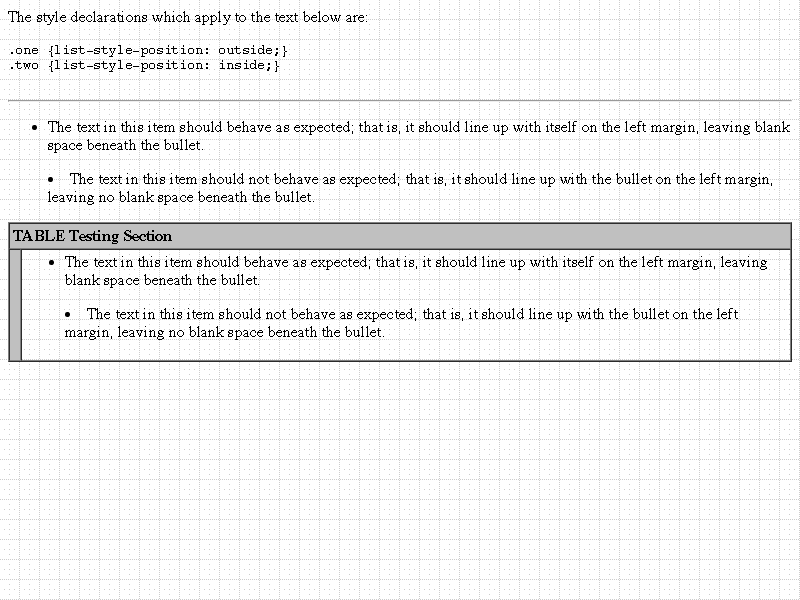 The style declarations which apply to the text below are:
.one {list-style-position: outside;}
.two {list-style-position: inside;}
• The text in this item should behave as expected; that is, it should line up with itself on the left margin, leaving blank
space beneath the bullet.
• The text in this item should not behave as expected; that is, it should line up with the bullet on the left margin,
leaving no blank space beneath the bullet.
TABLE Testing Section
• The text in this item should behave as expected; that is, it should line up with itself on the left margin, leaving
blank space beneath the bullet.
• The text in this item should not behave as expected; that is, it should line up with the bullet on the left
margin, leaving no blank space beneath the bullet.